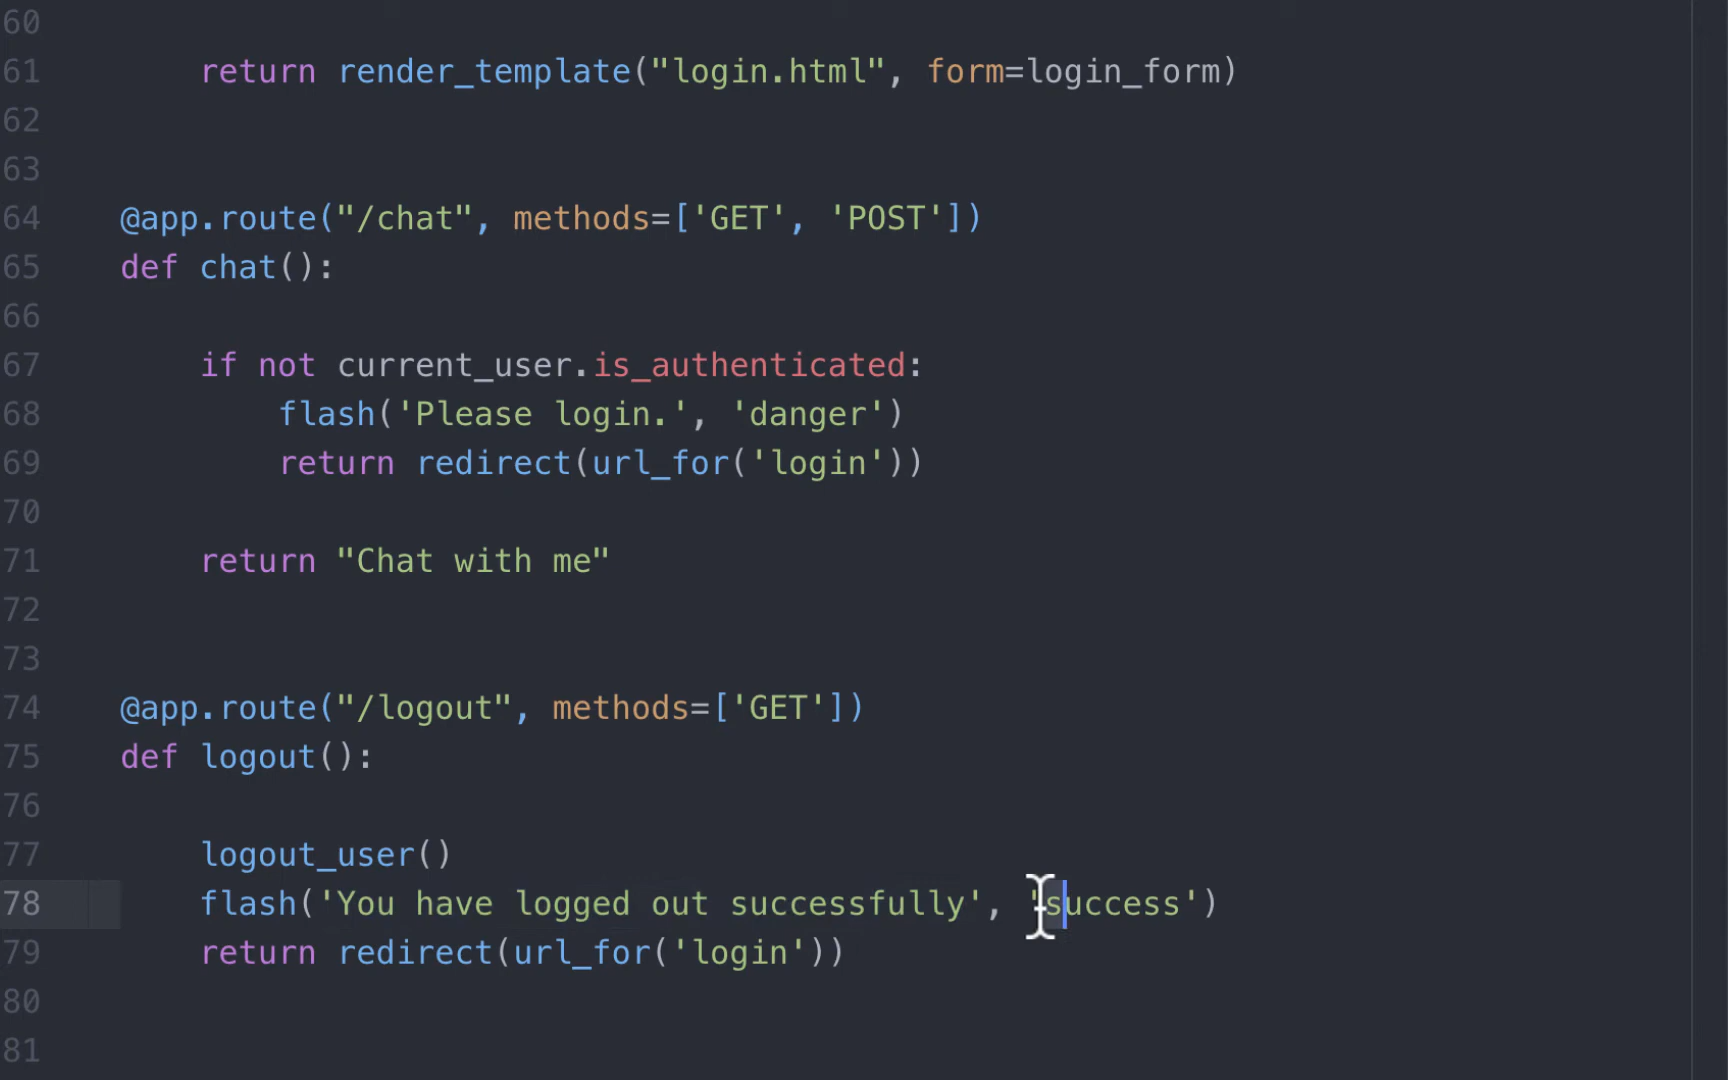 60
61 return render_template("login.html", form=login_form)
62
63
64 @app.route("/chat", methods=['GET', 'POST'])
65 def chat():
66
67 if not current_user.is_authenticated:
68 flash('Please login.', 'danger')
69 return redirect(url_for('login'))
70
71 return "Chat with me"
72
73
74 @app.route("/logout", methods=['GET'])
75 def logout():
76
77 logout_user()
78 flash('You have logged out successfully', 'success')
79 return redirect(url_for('login'))
80
81